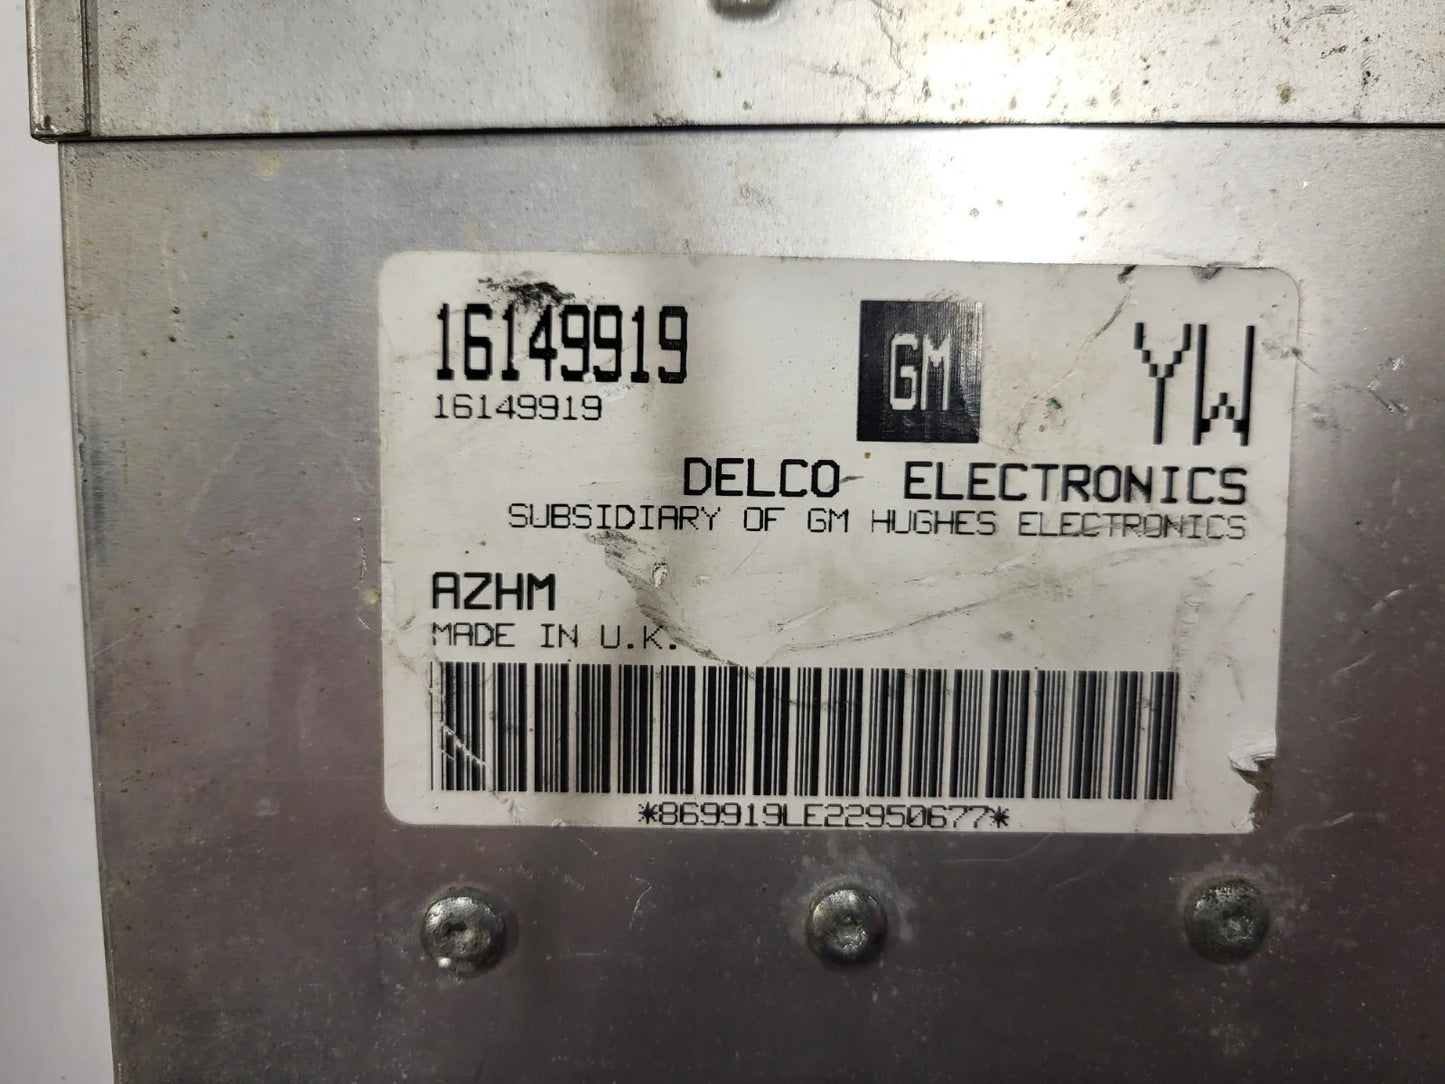 16149919
16149919
GM
YW
DELCO ELECTRONICS
SUBSIDIARY OF GM HUGHES ELECTRONICS
AZHM
MADE IN U.K.
*869919LE22950677*